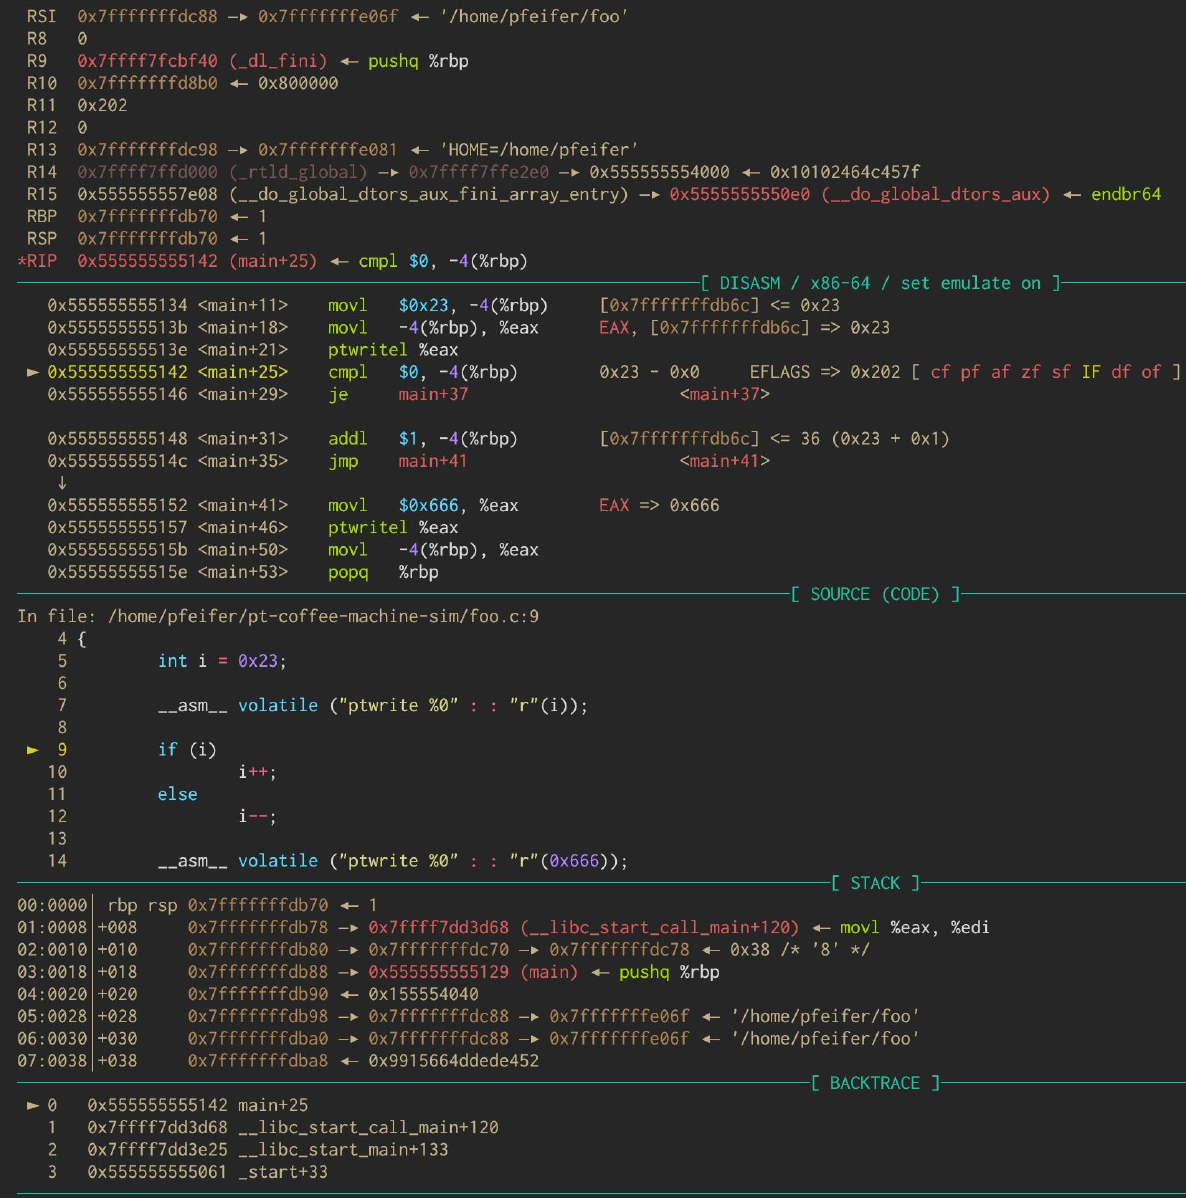 RSI 0x7fffffffdc88 —▸ 0x7fffffffe06f ◂— '/home/pfeifer/foo'
R8 0
R9 0x7ffff7fcbf40 (_dl_fini) ◂— pushq %rbp
R10 0x7fffffffd8b0 ◂— 0x800000
R11 0x202
R12 0
R13 0x7fffffffdc98 —▸ 0x7fffffffe081 ◂— 'HOME=/home/pfeifer'
R14 0x7ffff7ffd000 (_rtld_global) —▸ 0x7ffff7ffe2e0 —▸ 0x555555554000 ◂— 0x10102464c457f
R15 0x555555557e08 (__do_global_dtors_aux_fini_array_entry) —▸ 0x5555555550e0 (__do_global_dtors_aux) ◂— endbr64
RBP 0x7fffffffdb70 ◂— 1
RSP 0x7fffffffdb70 ◂— 1
*RIP 0x555555555142 (main+25) ◂— cmpl $0, -4(%rbp)
[ DISASM / x86-64 / set emulate on ]
0x555555555134 <main+11> movl $0x23, -4(%rbp) [0x7fffffffdb6c] <= 0x23
0x55555555513b <main+18> movl -4(%rbp), %eax EAX, [0x7fffffffdb6c] => 0x23
0x55555555513e <main+21> ptwritel %eax
► 0x555555555142 <main+25> cmpl $0, -4(%rbp) 0x23 - 0x0 EFLAGS => 0x202 [ cf pf af zf sf IF df of ]
0x555555555146 <main+29> je main+37 <main+37>
0x555555555148 <main+31> addl $1, -4(%rbp) [0x7fffffffdb6c] <= 36 (0x23 + 0x1)
0x55555555514c <main+35> jmp main+41 <main+41>
↓
0x555555555152 <main+41> movl $0x666, %eax EAX => 0x666
0x555555555157 <main+46> ptwritel %eax
0x55555555515b <main+50> movl -4(%rbp), %eax
0x55555555515e <main+53> popq %rbp
[ SOURCE (CODE) ]
In file: /home/pfeifer/pt-coffee-machine-sim/foo.c:9
4 {
5 int i = 0x23;
6
7 __asm__ volatile ("ptwrite %0" : : "r"(i));
8
► 9 if (i)
10 i++;
11 else
12 i--;
13
14 __asm__ volatile ("ptwrite %0" : : "r"(0x666));
[ STACK ]
00:0000│ rbp rsp 0x7fffffffdb70 ◂— 1
01:0008│+008 0x7fffffffdb78 —▸ 0x7ffff7dd3d68 (__libc_start_call_main+120) ◂— movl %eax, %edi
02:0010│+010 0x7fffffffdb80 —▸ 0x7fffffffdc70 —▸ 0x7fffffffdc78 ◂— 0x38 /* '8' */
03:0018│+018 0x7fffffffdb88 —▸ 0x555555555129 (main) ◂— pushq %rbp
04:0020│+020 0x7fffffffdb90 ◂— 0x155554040
05:0028│+028 0x7fffffffdb98 —▸ 0x7fffffffdc88 —▸ 0x7fffffffe06f ◂— '/home/pfeifer/foo'
06:0030│+030 0x7fffffffdba0 —▸ 0x7fffffffdc88 —▸ 0x7fffffffe06f ◂— '/home/pfeifer/foo'
07:0038│+038 0x7fffffffdba8 ◂— 0x9915664ddede452
[ BACKTRACE ]
► 0 0x555555555142 main+25
1 0x7ffff7dd3d68 __libc_start_call_main+120
2 0x7ffff7dd3e25 __libc_start_main+133
3 0x555555555061 _start+33